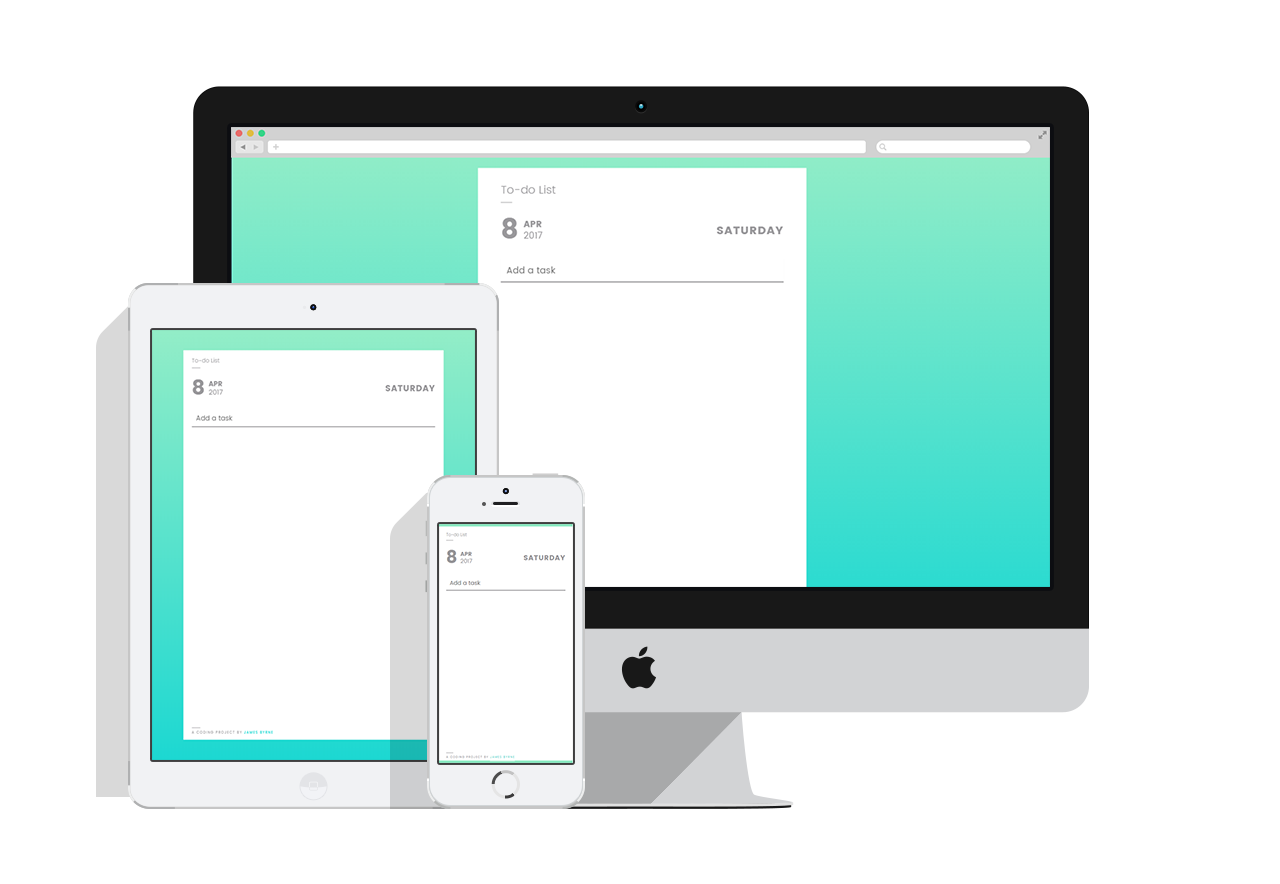 To-do List
8 APR
2017
SATURDAY
Add a task
To-do List
8 APR
2017
SATURDAY
Add a task
A CODING PROJECT BY JAMES BYRNE
To-do List
8 APR
2017
SATURDAY
Add a task
A CODING PROJECT BY JAMES BYRNE